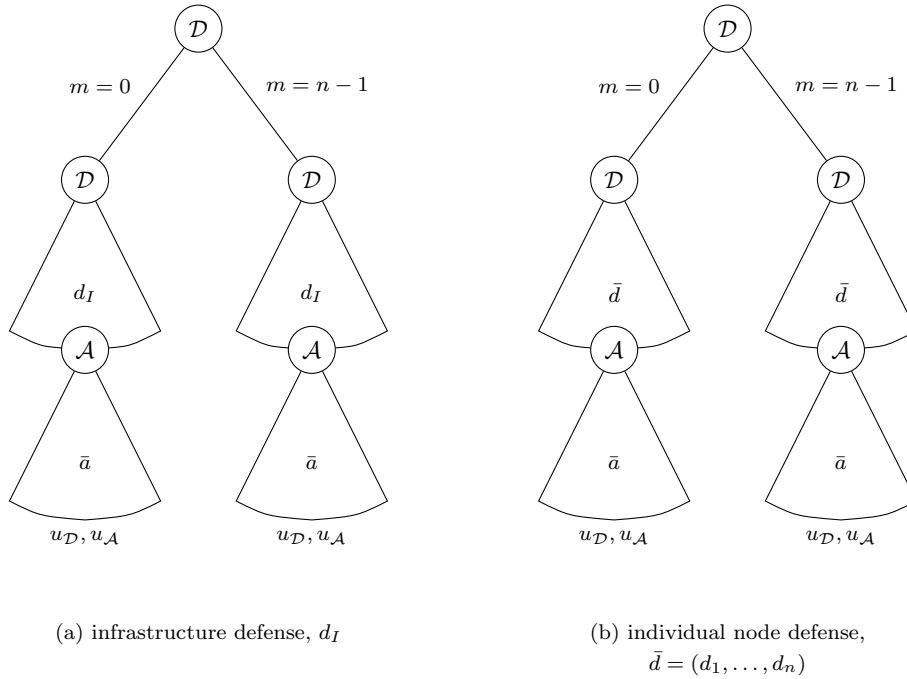 𝒟 𝒟
m = 0 m = n − 1 m = 0 m = n − 1
𝒟 𝒟 𝒟 𝒟
d_I d_I d̄ d̄
𝒜 𝒜 𝒜 𝒜
ā ā ā ā
u_𝒟, u_𝒜 u_𝒟, u_𝒜 u_𝒟, u_𝒜 u_𝒟, u_𝒜
(a) infrastructure defense, d_I
(b) individual node defense,
d̄ = (d_1, . . . , d_n)